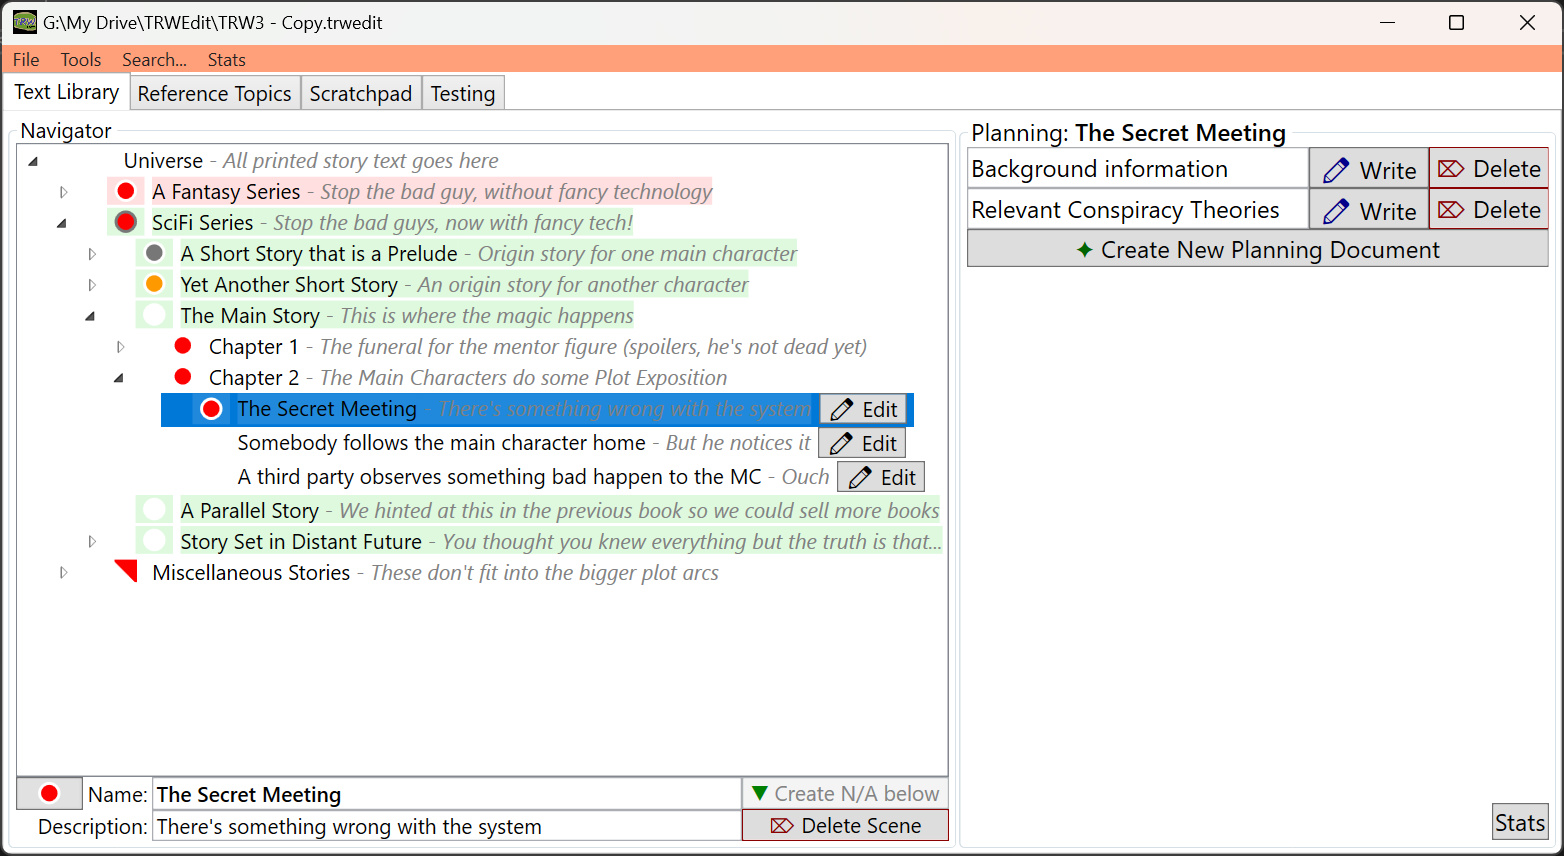 G:\My Drive\TRWEdit\TRW3 - Copy.trwedit
File Tools Search... Stats
Text Library Reference Topics Scratchpad Testing
Navigator
Universe - All printed story text goes here
A Fantasy Series - Stop the bad guy, without fancy technology
SciFi Series - Stop the bad guys, now with fancy tech!
A Short Story that is a Prelude - Origin story for one main character
Yet Another Short Story - An origin story for another character
The Main Story - This is where the magic happens
Chapter 1 - The funeral for the mentor figure (spoilers, he's not dead yet)
Chapter 2 - The Main Characters do some Plot Exposition
The Secret Meeting - There's something wrong with the system Edit
Somebody follows the main character home - But he notices it Edit
A third party observes something bad happen to the MC - Ouch Edit
A Parallel Story - We hinted at this in the previous book so we could sell more books
Story Set in Distant Future - You thought you knew everything but the truth is that...
Miscellaneous Stories - These don't fit into the bigger plot arcs
Name: The Secret Meeting Create N/A below
Description: There's something wrong with the system Delete Scene
Planning: The Secret Meeting
Background information Write Delete
Relevant Conspiracy Theories Write Delete
Create New Planning Document
Stats